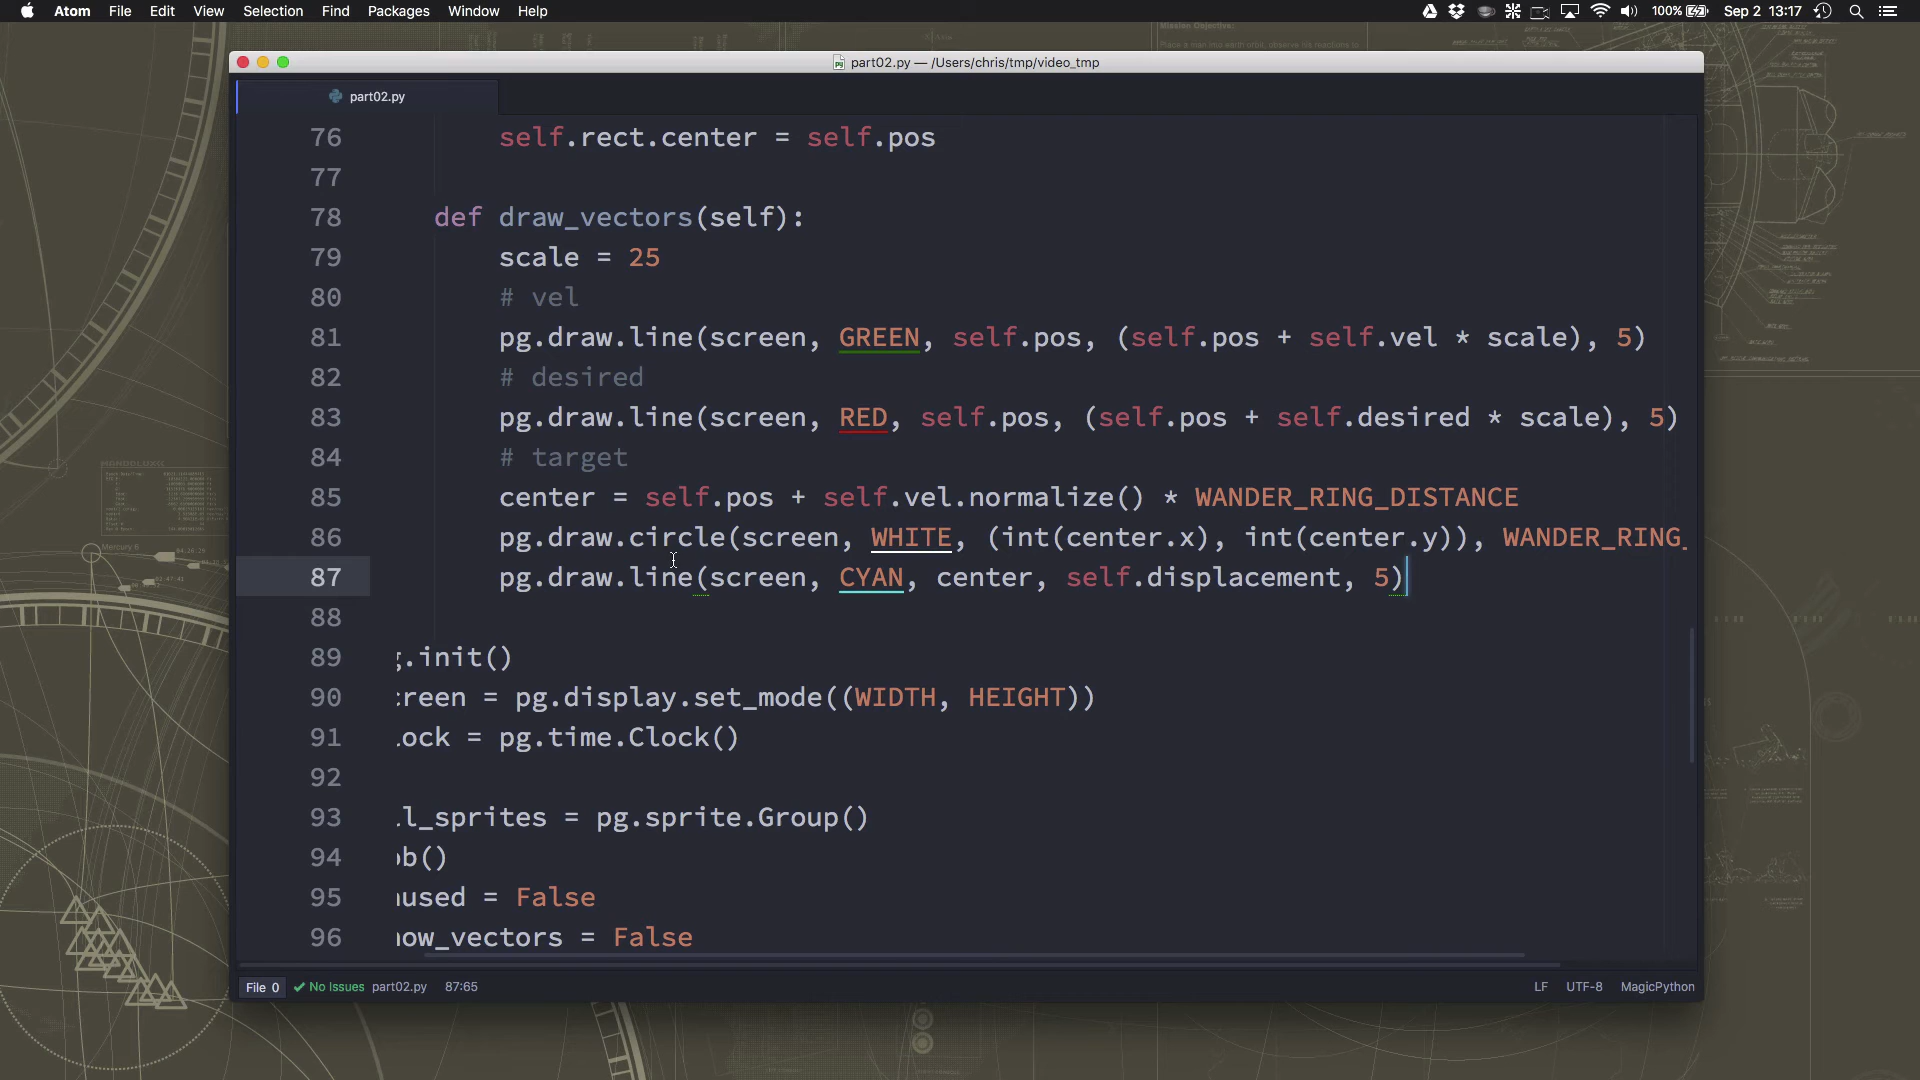 Atom File Edit View Selection Find Packages Window Help 100% Sep 2 13:17
part02.py — /Users/chris/tmp/video_tmp
part02.py
76 self.rect.center = self.pos
77
78 def draw_vectors(self):
79 scale = 25
80 # vel
81 pg.draw.line(screen, GREEN, self.pos, (self.pos + self.vel * scale), 5)
82 # desired
83 pg.draw.line(screen, RED, self.pos, (self.pos + self.desired * scale), 5)
84 # target
85 center = self.pos + self.vel.normalize() * WANDER_RING_DISTANCE
86 pg.draw.circle(screen, WHITE, (int(center.x), int(center.y)), WANDER_RING_
87 pg.draw.line(screen, CYAN, center, self.displacement, 5)
88
89 g.init()
90 creen = pg.display.set_mode((WIDTH, HEIGHT))
91 lock = pg.time.Clock()
92
93 ll_sprites = pg.sprite.Group()
94 ob()
95 aused = False
96 how_vectors = False
File 0 No Issues part02.py 87:65 LF UTF-8 MagicPython